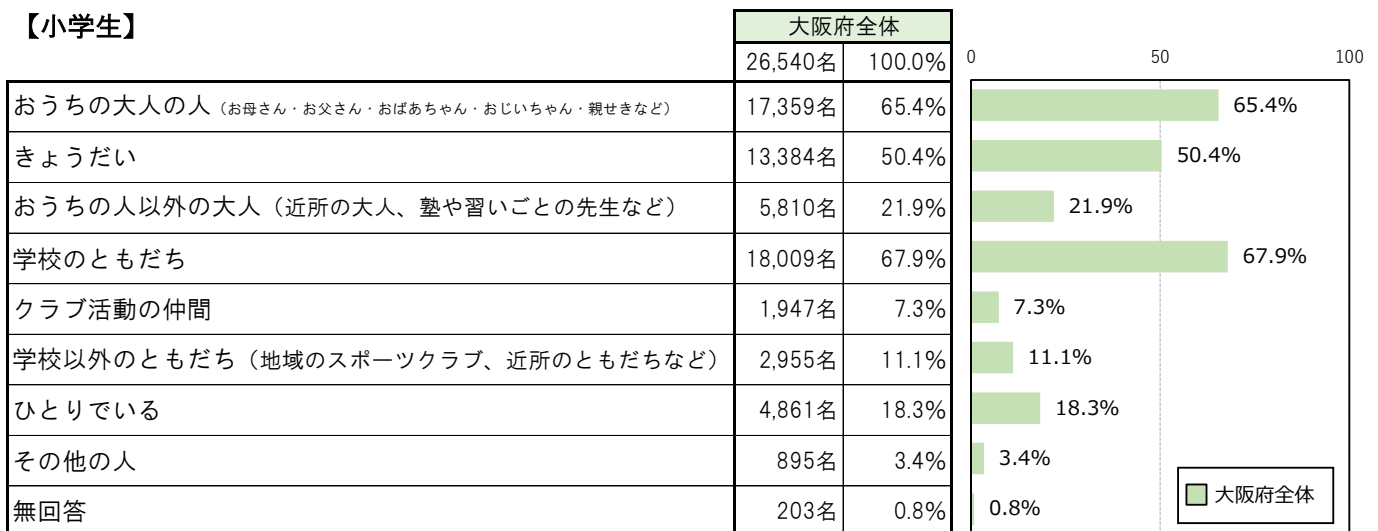 【小学生】
大阪府全体
26,540名 100.0%
おうちの大人の人（お母さん・お父さん・おばあちゃん・おじいちゃん・親せきなど） 17,359名 65.4%
きょうだい 13,384名 50.4%
おうちの人以外の大人（近所の大人、塾や習いごとの先生など） 5,810名 21.9%
学校のともだち 18,009名 67.9%
クラブ活動の仲間 1,947名 7.3%
学校以外のともだち（地域のスポーツクラブ、近所のともだちなど） 2,955名 11.1%
ひとりでいる 4,861名 18.3%
その他の人 895名 3.4%
無回答 203名 0.8%
0 50 100
65.4%
50.4%
21.9%
67.9%
7.3%
11.1%
18.3%
3.4%
0.8%
大阪府全体